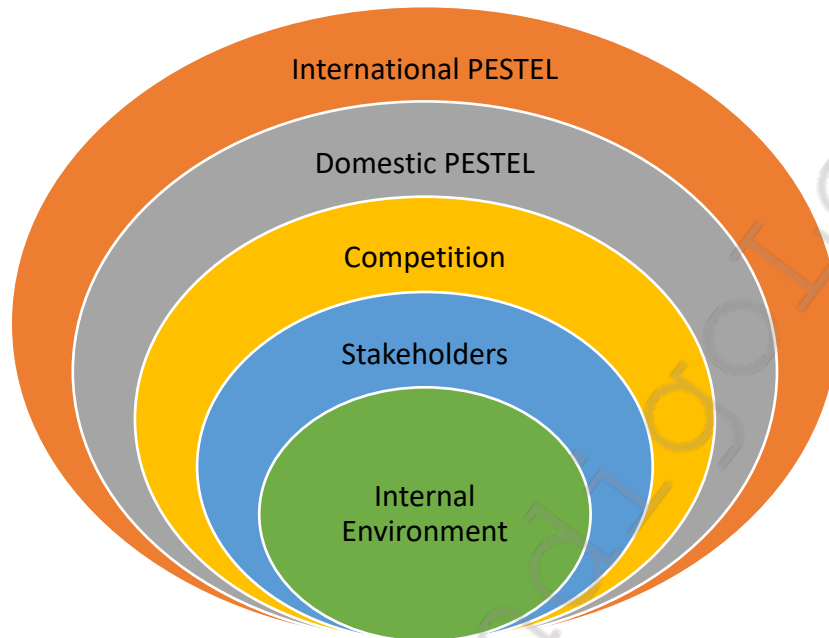 International PESTEL
Domestic PESTEL
Competition
Stakeholders
Internal
Environment